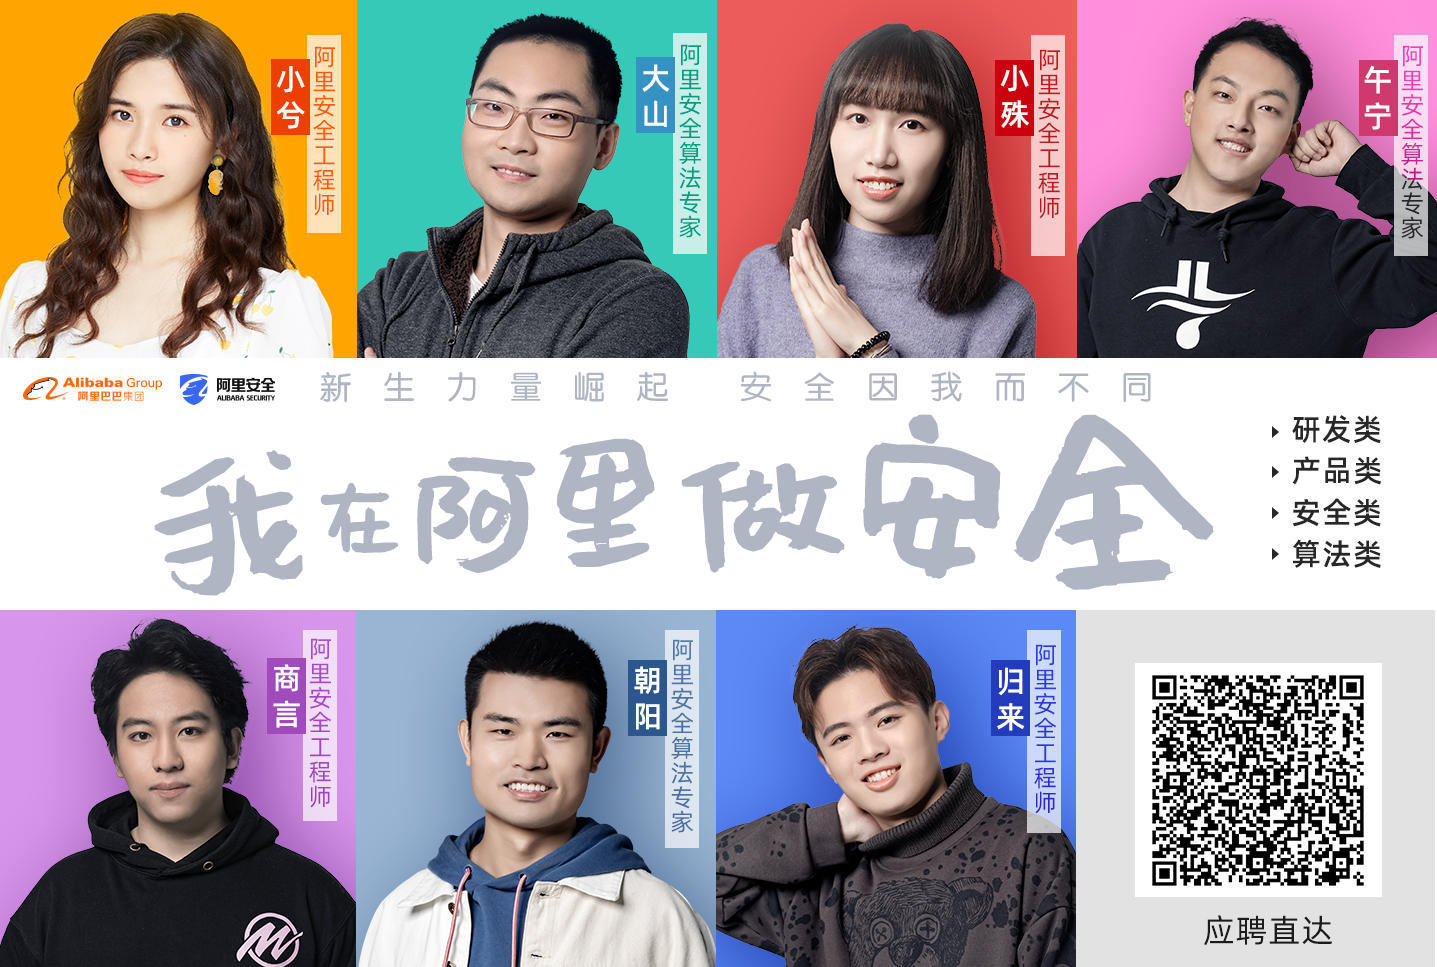 小兮
阿里安全工程师
大山
阿里安全算法专家
小殊
阿里安全工程师
午宁
阿里安全算法专家
Alibaba Group
阿里巴巴集团
阿里安全
ALIBABA SECURITY
新生力量崛起 安全因我而不同
我在阿里做安全
研发类
产品类
安全类
算法类
商言
阿里安全工程师
朝阳
阿里安全算法专家
归来
阿里安全工程师
应聘直达